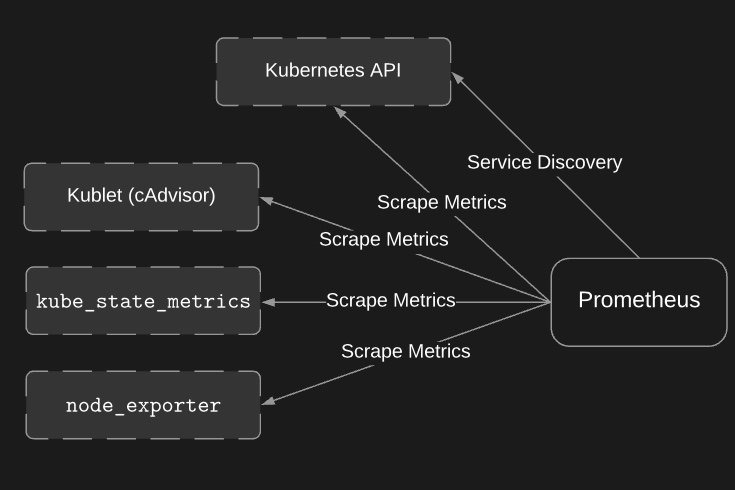 Kubernetes API
Service Discovery
Kublet (cAdvisor)
Scrape Metrics
Scrape Metrics
kube_state_metrics
Scrape Metrics
Prometheus
Scrape Metrics
node_exporter